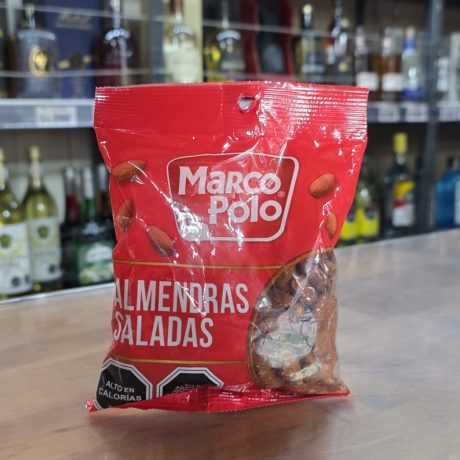 MARCO
POLO®
ALMENDRAS
SALADAS
ALTO EN
CALORÍAS